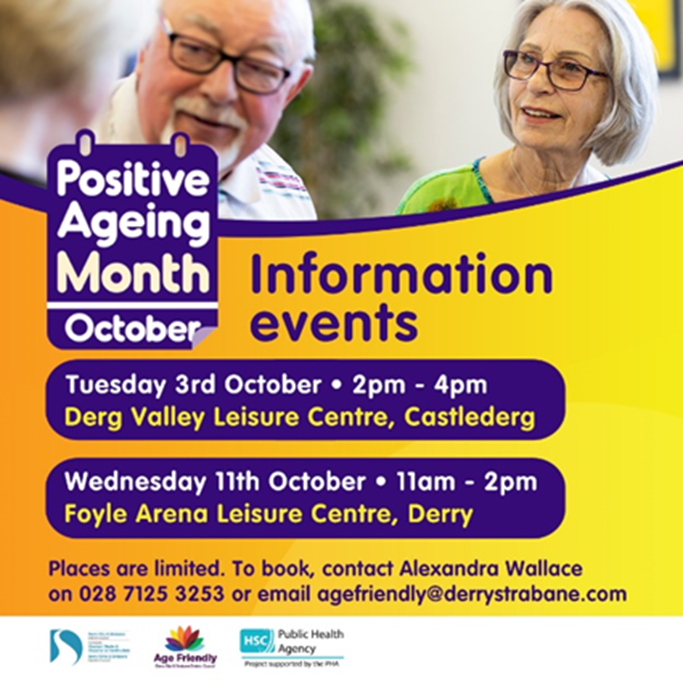 Positive
Ageing
Month
October
Information
events
Tuesday 3rd October • 2pm - 4pm
Derg Valley Leisure Centre, Castlederg
Wednesday 11th October • 11am - 2pm
Foyle Arena Leisure Centre, Derry
Places are limited. To book, contact Alexandra Wallace
on 028 7125 3253 or email agefriendly@derrystrabane.com
Age Friendly
HSC Public Health
Agency
Project supported by the PHA